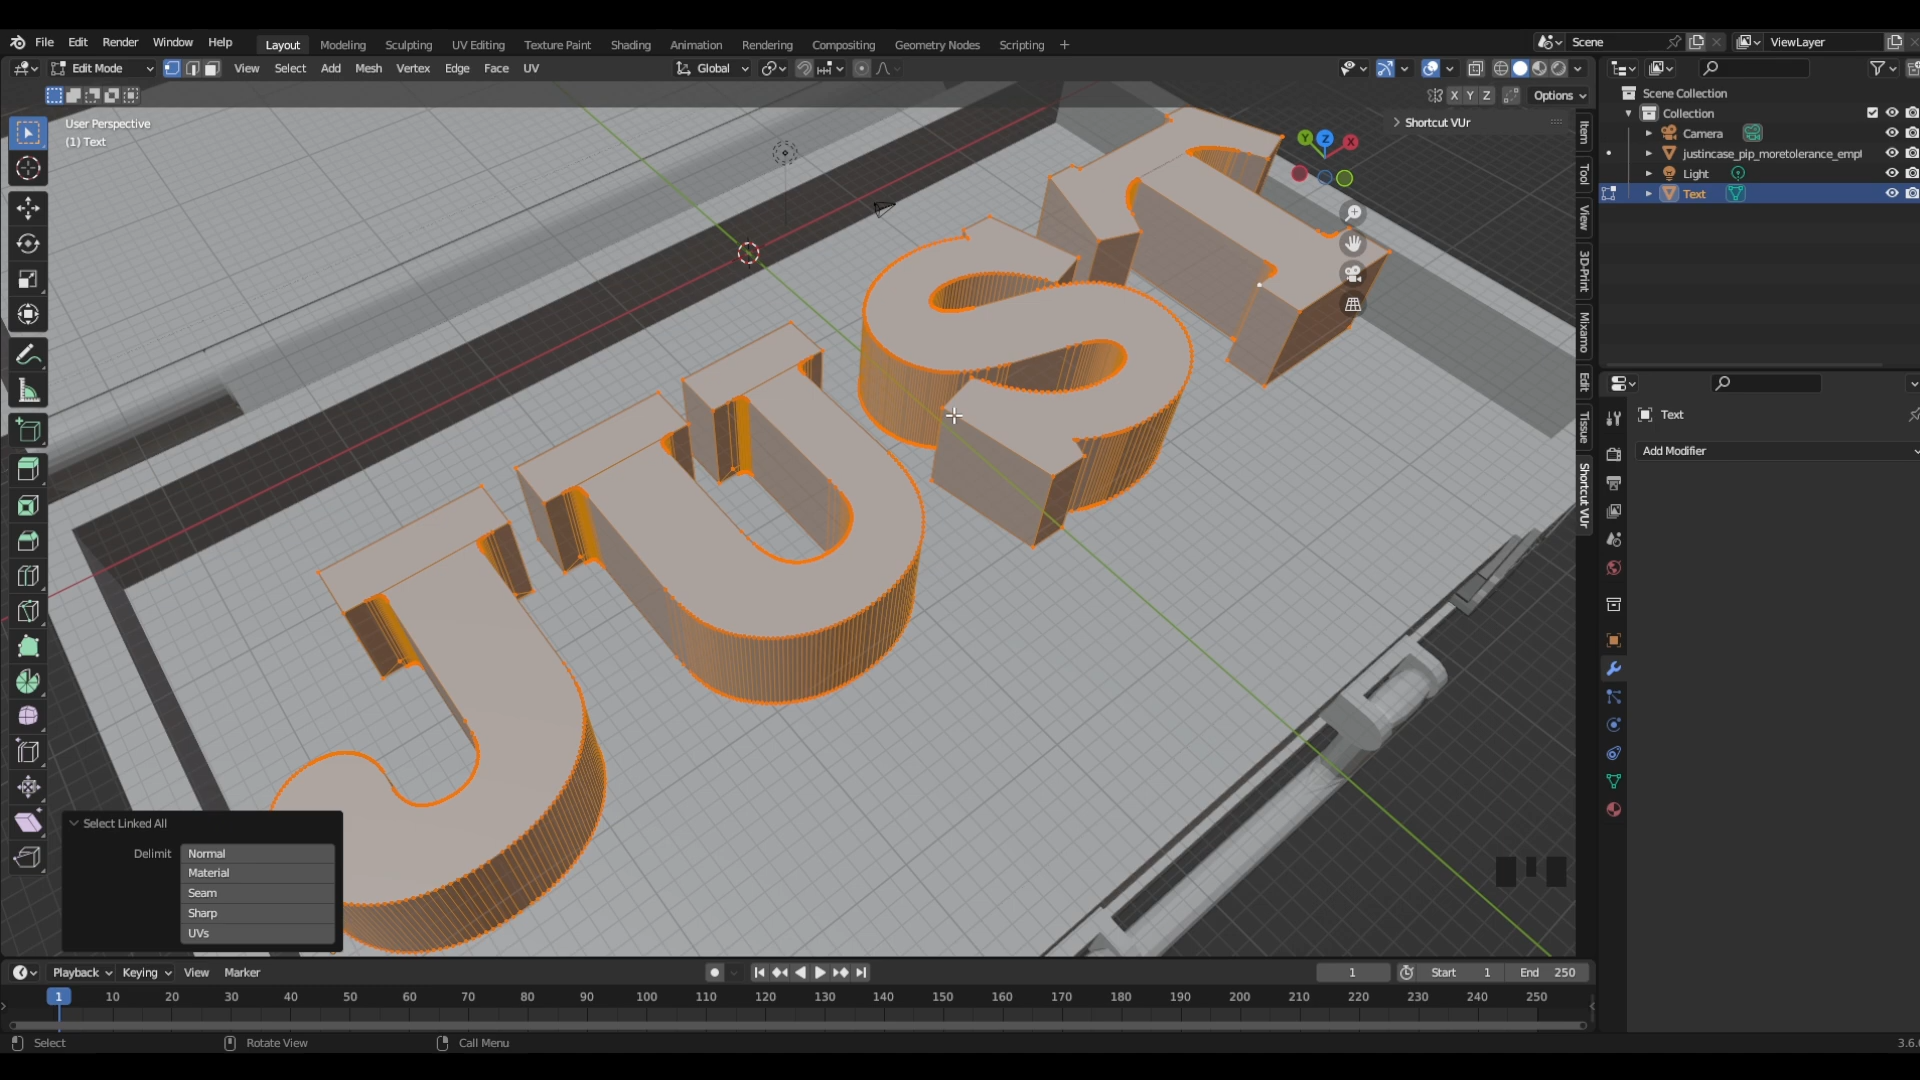 File Edit Render Window Help Layout Modeling Sculpting UV Editing Texture Paint Shading Animation Rendering Compositing Geometry Nodes Scripting + Scene ViewLayer
Edit Mode View Select Add Mesh Vertex Edge Face UV Global
X Y Z Options
User Perspective
(1) Text
Shortcut VUr
Y Z X
Item
Tool
View
3D-Print
Mixamo
Edit
Tissue
Shortcut VUr
JUST
Scene Collection
Collection
Camera
justincase_pip_moretolerance_empl
Light
Text
Text
Add Modifier
Select Linked All
Delimit Normal
Material
Seam
Sharp
UVs
Playback Keying View Marker 1 Start 1 End 250
1 10 20 30 40 50 60 70 80 90 100 110 120 130 140 150 160 170 180 190 200 210 220 230 240 250
Select Rotate View Call Menu 3.6.0